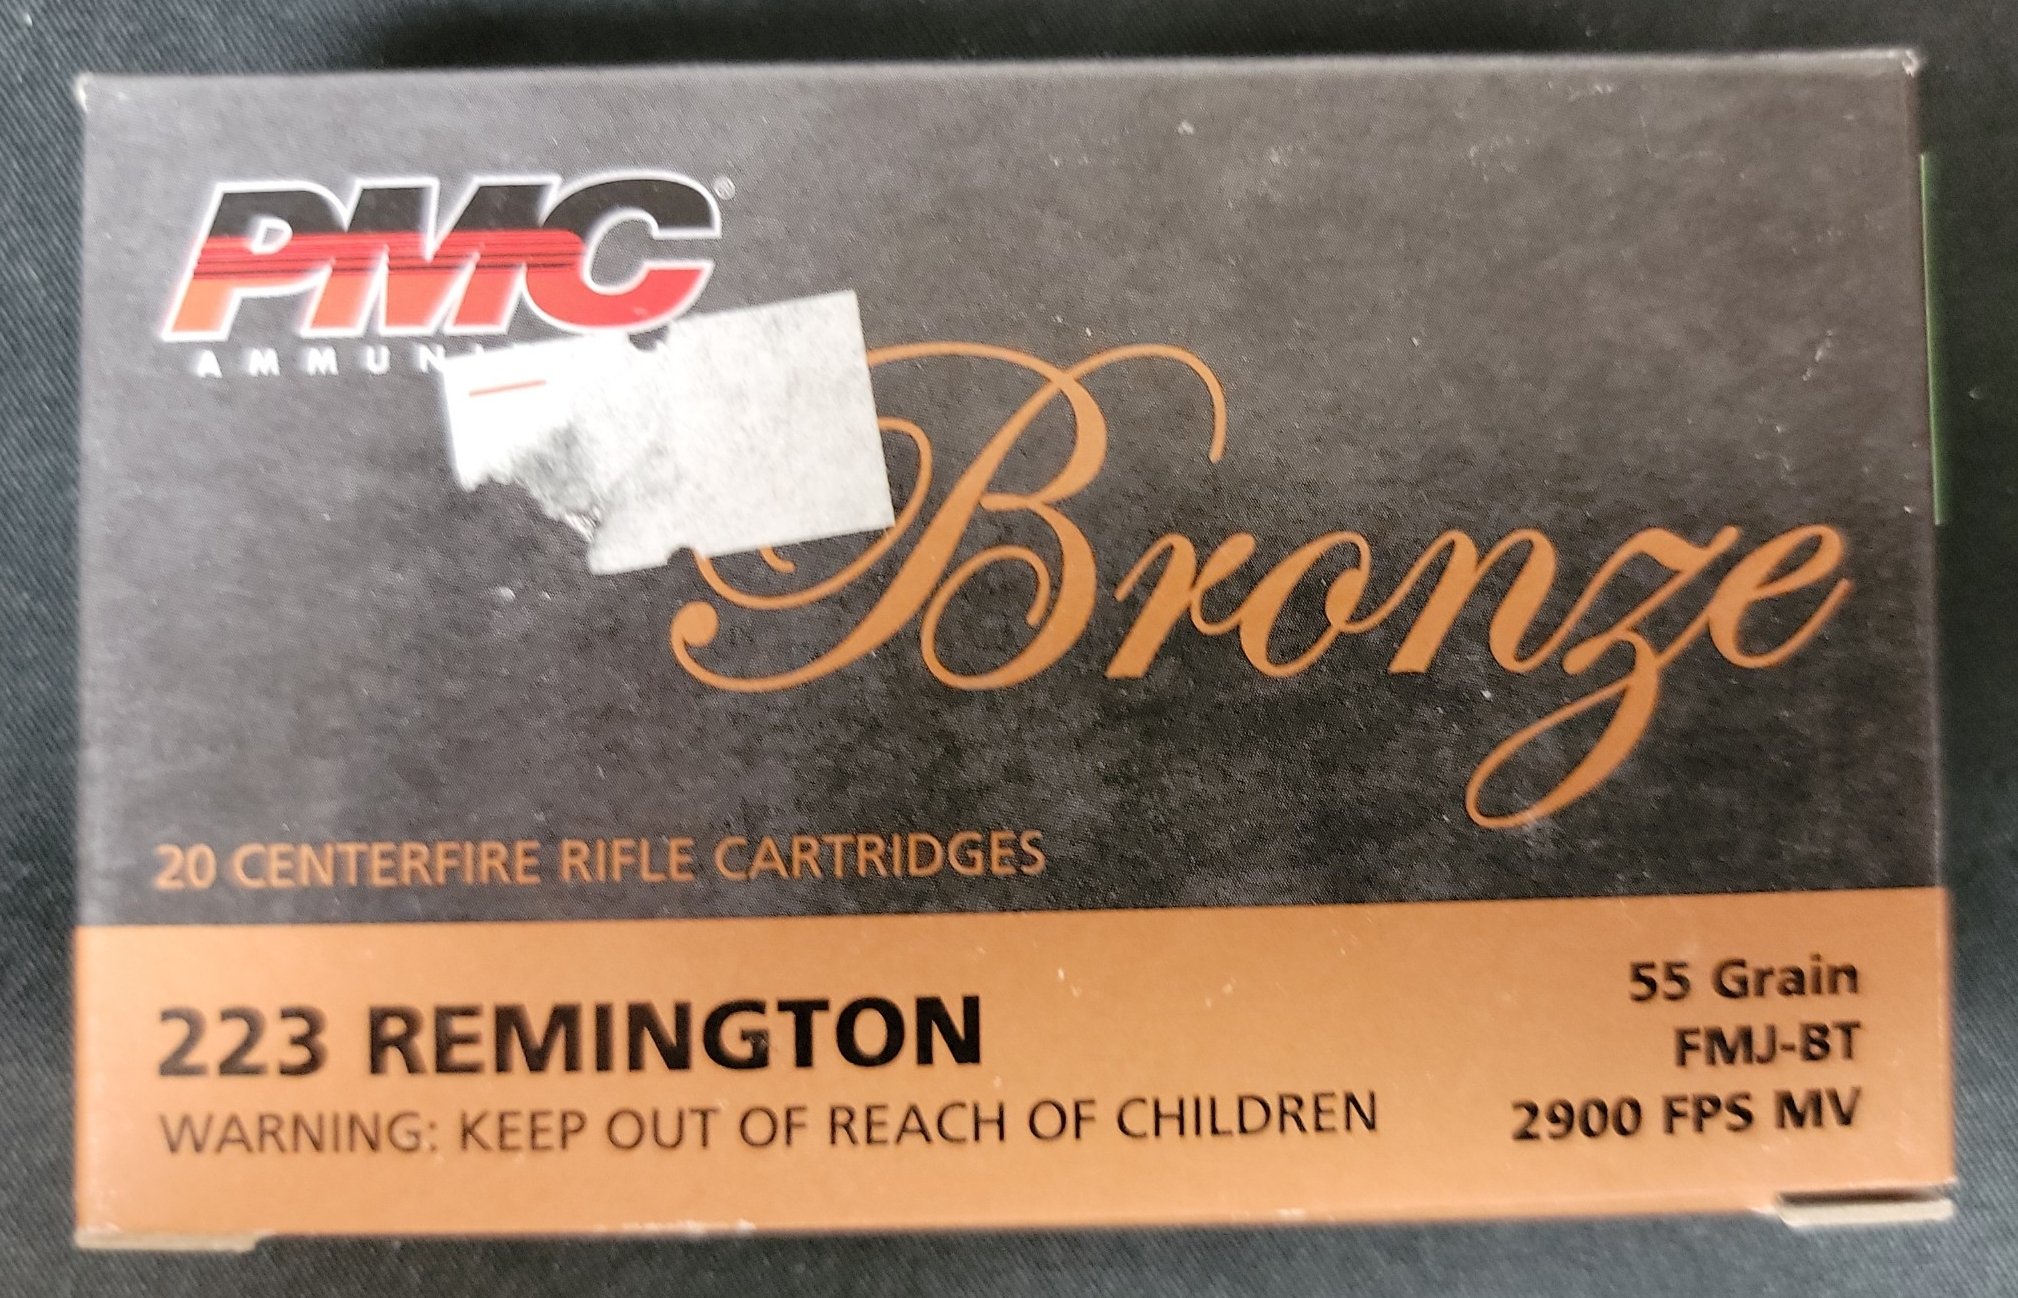 PMC®
Bronze
20 CENTERFIRE RIFLE CARTRIDGES
223 REMINGTON
WARNING: KEEP OUT OF REACH OF CHILDREN
55 Grain
FMJ-BT
2900 FPS MV